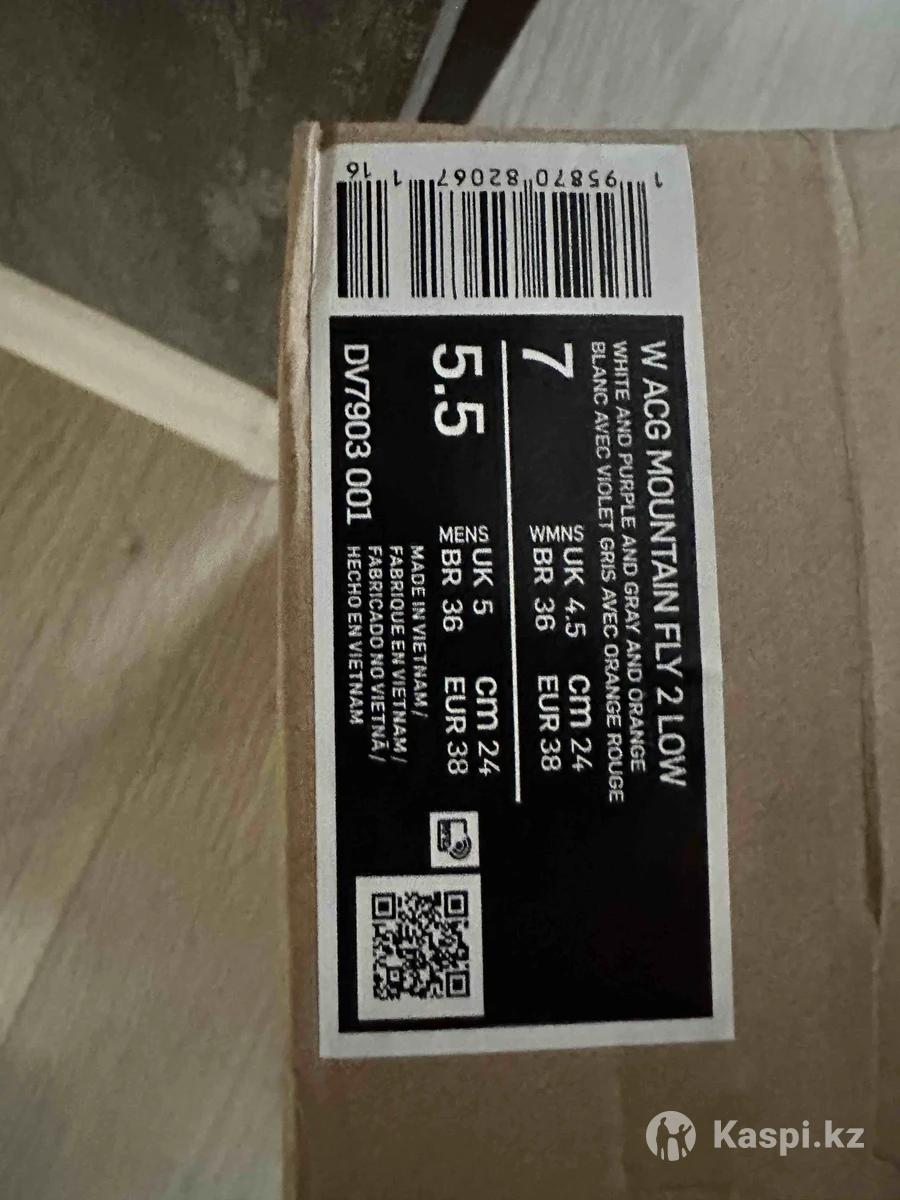 W ACG MOUNTAIN FLY 2 LOW
WHITE AND PURPLE AND GRAY AND ORANGE
BLANC AVEC VIOLET GRIS AVEC ORANGE ROUGE
7
WMNS
UK 4.5 cm 24
BR 36 EUR 38
5.5
MENS
UK 5 cm 24
BR 36 EUR 38
MADE IN VIETNAM /
FABRIQUE EN VIETNAM /
FABRICADO NO VIETNÃ /
HECHO EN VIETNAM
DV7903 001
1 95870 82067 1 16
Kaspi.kz